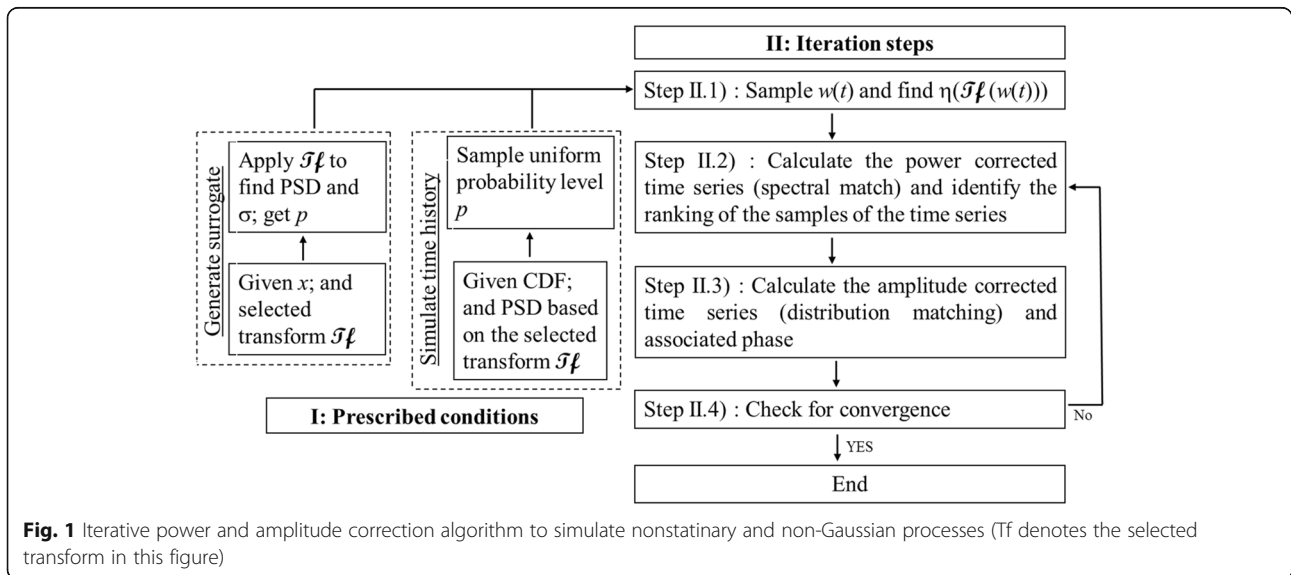 II: Iteration steps
Step II.1) : Sample w(t) and find η(𝒯𝒻(w(t)))
Step II.2) : Calculate the power corrected
time series (spectral match) and identify the
ranking of the samples of the time series
Step II.3) : Calculate the amplitude corrected
time series (distribution matching) and
associated phase
Step II.4) : Check for convergence
No
YES
End
Generate surrogate
Apply 𝒯𝒻 to
find PSD and
σ; get p
Given x; and
selected
transform 𝒯𝒻
Simulate time history
Sample uniform
probability level
p
Given CDF;
and PSD based
on the selected
transform 𝒯𝒻
I: Prescribed conditions
Fig. 1 Iterative power and amplitude correction algorithm to simulate nonstatinary and non-Gaussian processes (Tf denotes the selected
transform in this figure)